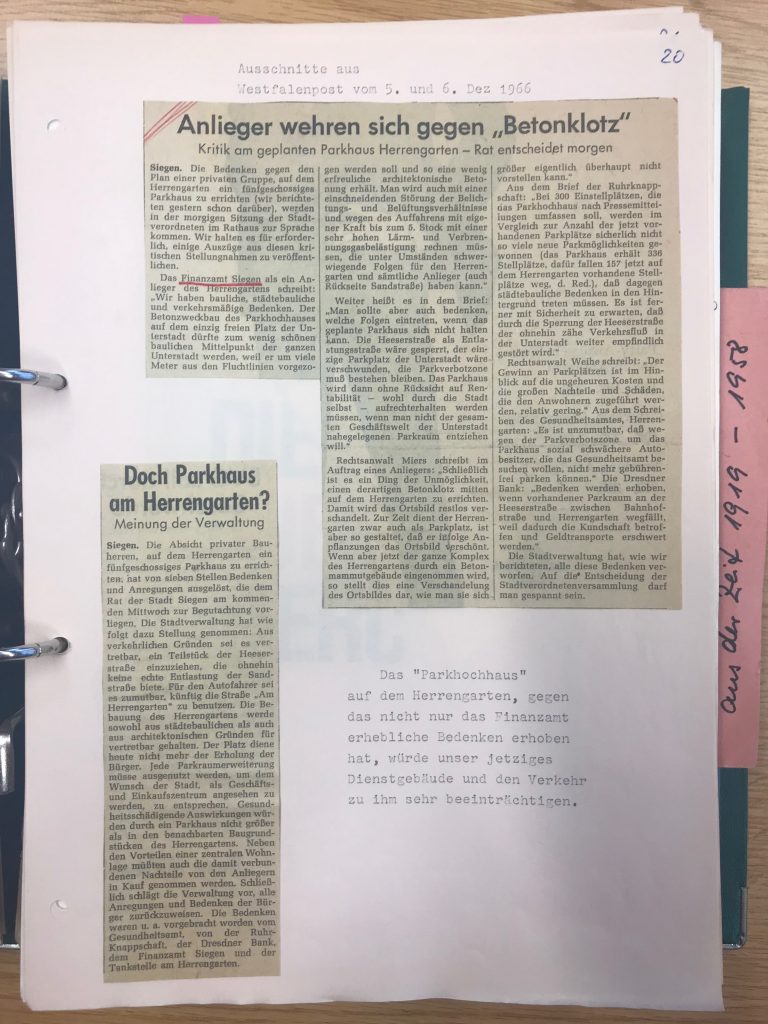 20
Ausschnitte aus
Westfalenpost vom 5. und 6. Dez 1966
Anlieger wehren sich gegen „Betonklotz“
Kritik am geplanten Parkhaus Herrengarten – Rat entscheidet morgen
Siegen. Die Bedenken gegen den
Plan einer privaten Gruppe, auf dem
Herrengarten ein fünfgeschossiges
Parkhaus zu errichten (wir berichte-
ten gestern schon darüber), werden
in der morgigen Sitzung der Stadt-
verordneten im Rathaus zur Sprache
kommen. Wir halten es für erforder-
lich, einige Auszüge aus diesen kri-
tischen Stellungnahmen zu veröffent-
lichen.
Das Finanzamt Siegen als ein An-
lieger des Herrengartens schreibt:
„Wir haben bauliche, städtebauliche
und verkehrsmäßige Bedenken. Der
Betonzweckbau des Parkhochhauses
auf dem einzig freien Platz der Un-
terstadt dürfte zum wenig schönen
baulichen Mittelpunkt der ganzen
Unterstadt werden, weil er um viele
Meter aus den Fluchtlinien vorgezo-
gen werden soll und so eine wenig
erfreuliche architektonische Beto-
nung erhält. Man wird auch mit einer
einschneidenden Störung der Belich-
tungs- und Belüftungsverhältnisse
und wegen des Auffahrens mit eige-
ner Kraft bis zum 5. Stock mit einer
sehr hohen Lärm- und Verbren-
nungsgasbelästigung rechnen müs-
sen, die unter Umständen schwer-
wiegende Folgen für den Herrengar-
ten und sämtliche Anlieger (auch
Rückseite Sandstraße) haben kann.“
Weiter heißt es in dem Brief:
„Man sollte aber auch bedenken,
welche Folgen eintreten, wenn das
geplante Parkhaus sich nicht halten
kann. Die Heeserstraße als Entla-
stungsstraße wäre gesperrt, der ein-
zige Parkplatz der Unterstadt wäre
verschwunden, die Parkverbotzone
muß bestehen bleiben. Das Parkhaus
wird dann ohne Rücksicht auf Ren-
tabilität – wohl durch die Stadt
selbst – aufrechterhalten werden
müssen, wenn man nicht der gesam-
ten Geschäftswelt der Unterstadt
nahegelegenen Parkraum entziehen
will.“
Rechtsanwalt Miers schreibt im
Auftrag eines Anliegers: „Schließlich
ist es ein Ding der Unmöglichkeit,
einen derartigen Betonklotz mitten
auf dem Herrengarten zu errichten.
Damit wird das Ortsbild restlos ver-
schandelt. Zur Zeit dient der Herren-
garten zwar auch als Parkplatz, ist
aber so gestaltet, daß er infolge An-
pflanzungen das Ortsbild verschönt.
Wenn aber jetzt der ganze Komplex
des Herrengartens durch ein Beton-
mammutgebäude eingenommen wird,
so stellt dies eine Verschandelung
des Ortsbildes dar, wie man sie sich
größer eigentlich überhaupt nicht
vorstellen kann.“
Aus dem Brief der Ruhrknapp-
schaft: „Bei 300 Einstellplätzen, die
das Parkhochhaus nach Pressemittei-
lungen umfassen soll, werden im
Vergleich zur Anzahl der jetzt vor-
handenen Parkplätze sicherlich nicht
so viele neue Parkmöglichkeiten ge-
wonnen (das Parkhaus erhält 336
Stellplätze, dafür fallen 157 jetzt auf
dem Herrengarten vorhandene Stell-
plätze weg, d. Red.), daß dagegen
städtebauliche Bedenken in den Hin-
tergrund treten müssen. Es ist fer-
ner mit Sicherheit zu erwarten, daß
durch die Sperrung der Heeserstraße
der ohnehin zähe Verkehrsfluß in
der Unterstadt weiter empfindlich
gestört wird.“
Rechtsanwalt Weihe schreibt: „Der
Gewinn an Parkplätzen ist im Hin-
blick auf die ungeheuren Kosten und
die großen Nachteile und Schäden,
die den Anwohnern zugeführt wer-
den, relativ gering.“ Aus dem Schrei-
ben des Gesundheitsamtes, Herren-
garten: „Es ist unzumutbar, daß we-
gen der Parkverbotszone um das
Parkhaus sozial schwächere Auto-
besitzer, die das Gesundheitsamt be-
suchen wollen, nicht mehr gebühren-
frei parken können.“ Die Dresdner
Bank: „Bedenken werden erhoben,
wenn vorhandener Parkraum an der
Heeserstraße – zwischen Bahnhof-
straße und Herrengarten wegfällt,
weil dadurch die Kundschaft betrof-
fen und Geldtransporte erschwert
werden.“
Die Stadtverwaltung hat, wie wir
berichteten, alle diese Bedenken ver-
worfen. Auf die Entscheidung der
Stadtverordnetenversammlung darf
man gespannt sein.
aus der Zeit 1919 – 1958
Doch Parkhaus
am Herrengarten?
Meinung der Verwaltung
Siegen. Die Absicht privater Bau-
herren, auf dem Herrengarten ein
fünfgeschossiges Parkhaus zu errich-
ten, hat von sieben Stellen Bedenken
und Anregungen ausgelöst, die dem
Rat der Stadt Siegen am kommen-
den Mittwoch zur Begutachtung vor-
liegen. Die Stadtverwaltung hat wie
folgt dazu Stellung genommen: Aus
verkehrlichen Gründen sei es ver-
tretbar, ein Teilstück der Heeser-
straße einzuziehen, die ohnehin
keine echte Entlastung der Sand-
straße biete. Für den Autofahrer sei
es zumutbar, künftig die Straße „Am
Herrengarten“ zu benutzen. Die Be-
bauung des Herrengartens werde
sowohl aus städtebaulichen als auch
aus architektonischen Gründen für
vertretbar gehalten. Der Platz diene
heute nicht mehr der Erholung der
Bürger. Jede Parkraumerweiterung
müsse ausgenutzt werden, um dem
Wunsch der Stadt, als Geschäfts-
und Einkaufszentrum angesehen zu
werden, zu entsprechen. Gesund-
heitsschädigende Auswirkungen wür-
den durch ein Parkhaus nicht größer
als in den benachbarten Baugrund-
stücken des Herrengartens. Neben
den Vorteilen einer zentralen Wohn-
lage müßten auch die damit verbun-
denen Nachteile von den Anliegern
in Kauf genommen werden. Schließ-
lich schlägt die Verwaltung vor, alle
Anregungen und Bedenken der Bür-
ger zurückzuweisen. Die Bedenken
waren u. a. vorgebracht worden vom
Gesundheitsamt, von der Ruhr-
Knappschaft, der Dresdner Bank,
dem Finanzamt Siegen und der
Tankstelle am Herrengarten.
Das "Parkhochhaus"
auf dem Herrengarten, gegen
das nicht nur das Finanzamt
erhebliche Bedenken erhoben
hat, würde unser jetziges
Dienstgebäude und den Verkehr
zu ihm sehr beeinträchtigen.